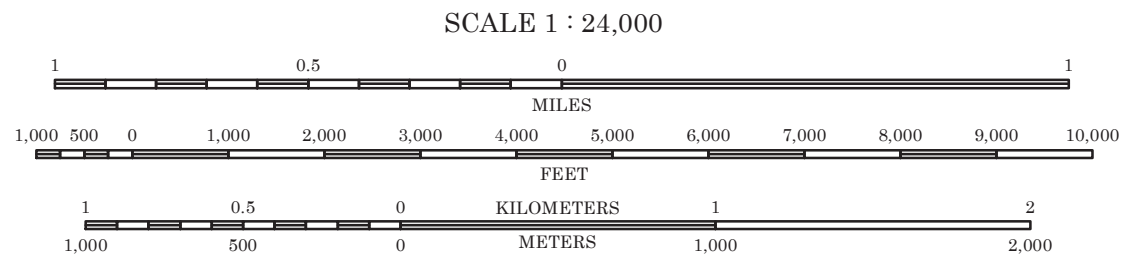 SCALE 1 : 24,000
1 0.5 0 1
MILES
1,000 500 0 1,000 2,000 3,000 4,000 5,000 6,000 7,000 8,000 9,000 10,000
FEET
1 0.5 0 KILOMETERS 1 2
1,000 500 0 METERS 1,000 2,000